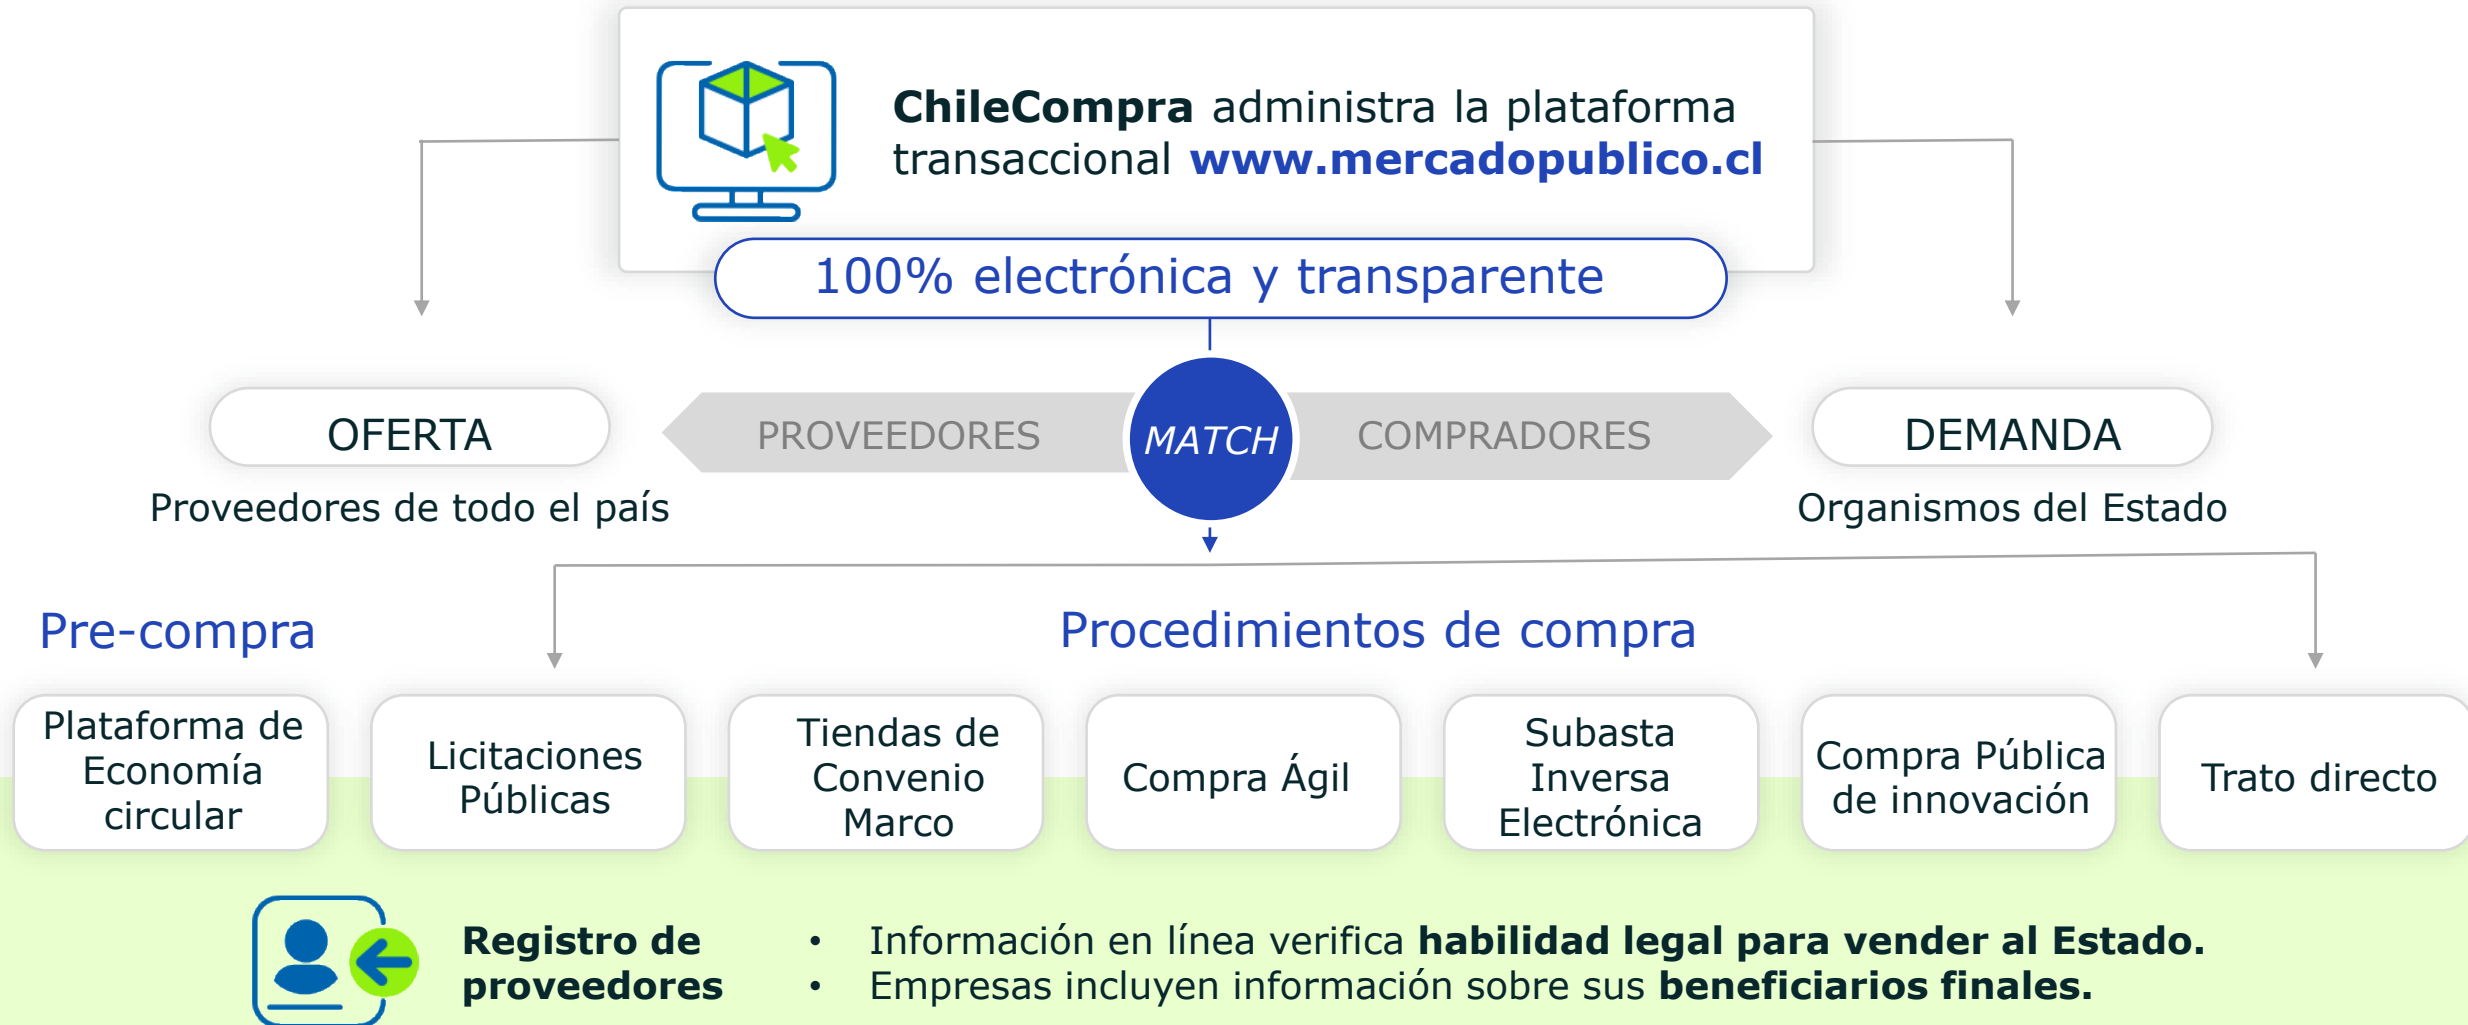 ChileCompra administra la plataforma
transaccional www.mercadopublico.cl
100% electrónica y transparente
OFERTA
PROVEEDORES
MATCH
COMPRADORES
DEMANDA
Proveedores de todo el país
Organismos del Estado
Pre-compra
Procedimientos de compra
Plataforma de
Economía
circular
Licitaciones
Públicas
Tiendas de
Convenio
Marco
Compra Ágil
Subasta
Inversa
Electrónica
Compra Pública
de innovación
Trato directo
Registro de
proveedores
• Información en línea verifica habilidad legal para vender al Estado.
• Empresas incluyen información sobre sus beneficiarios finales.